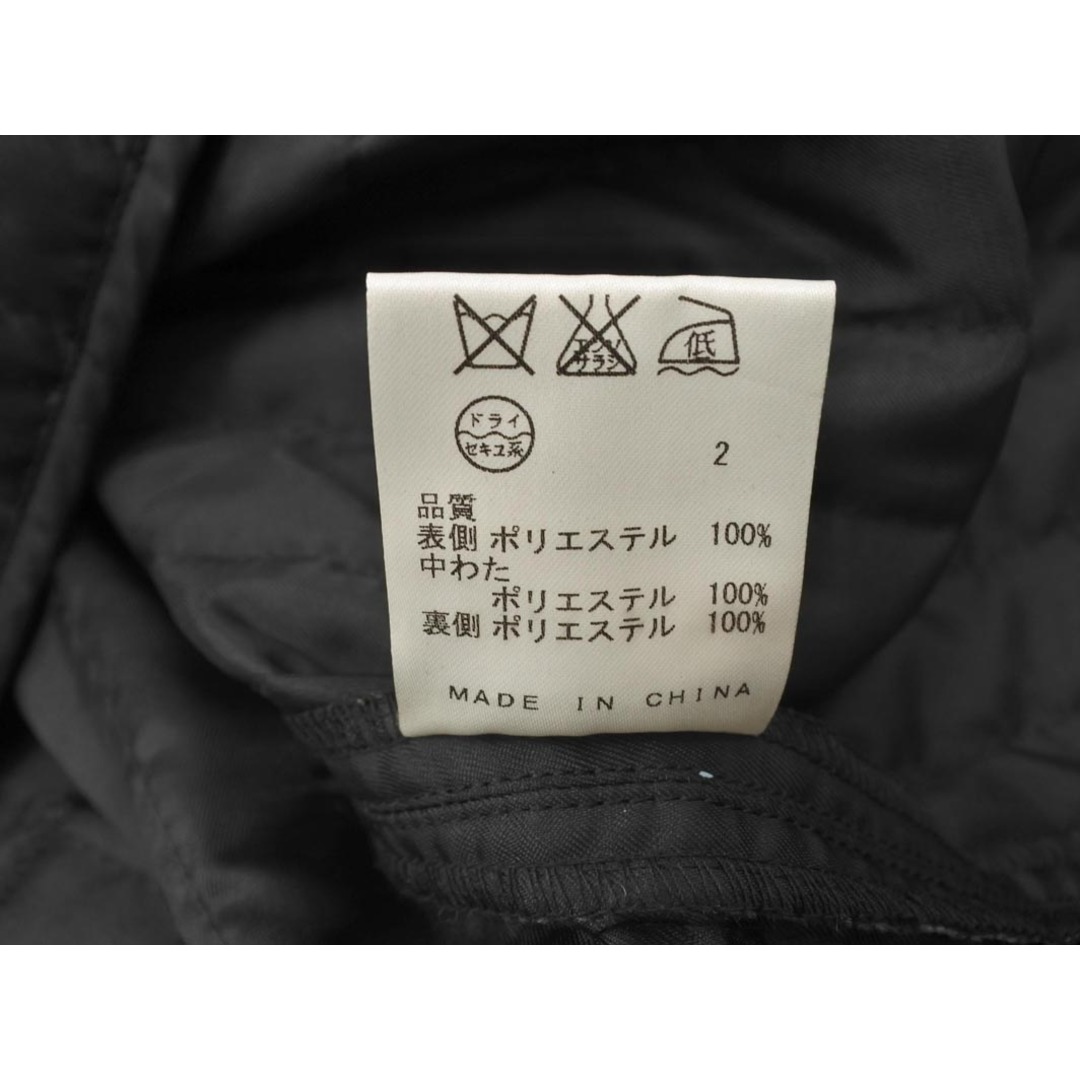 エンソ
サラシ
低
ドライ
セキユ系
2
品質
表側 ポリエステル 100%
中わた
ポリエステル 100%
裏側 ポリエステル 100%
MADE IN CHINA